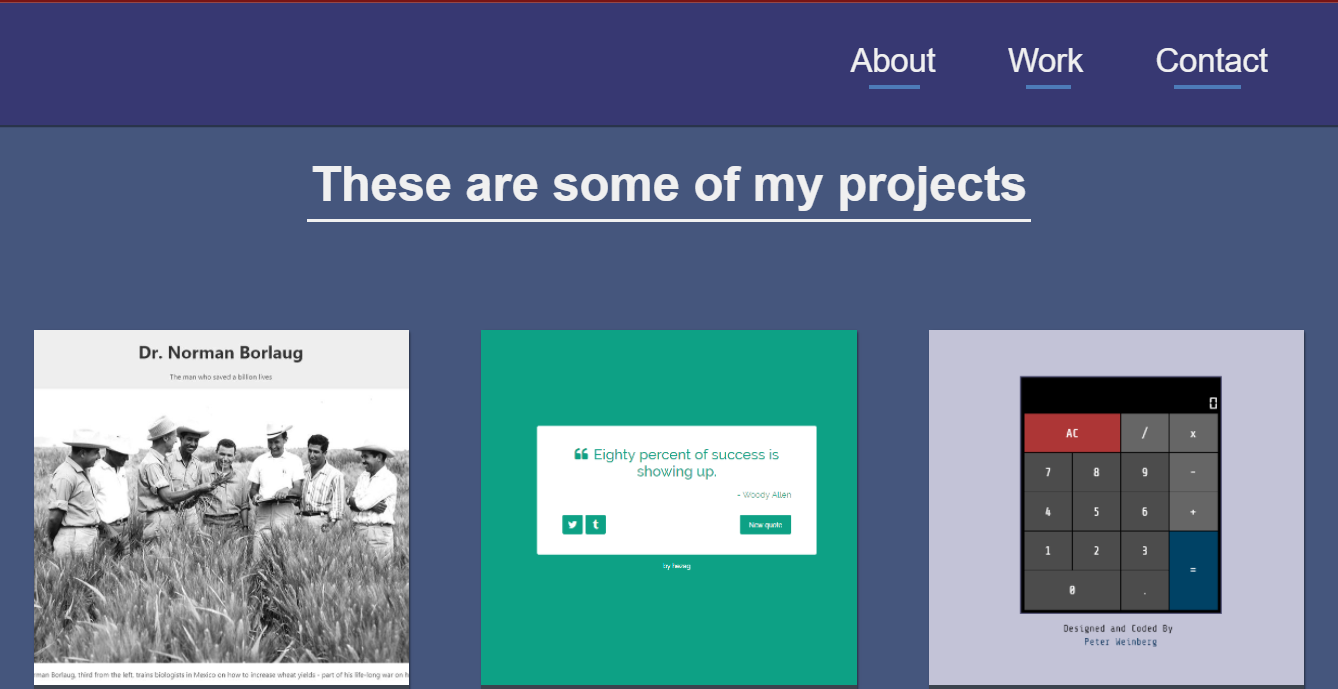 About Work Contact
These are some of my projects
Dr. Norman Borlaug
The man who saved a billion lives
rman Borlaug, third from the left, trains biologists in Mexico on how to increase wheat yields - part of his life-long war on h
Eighty percent of success is
showing up.
- Woody Allen
New quote
by hezag
0
AC / x
7 8 9 -
4 5 6 +
1 2 3 =
0 .
Designed and Coded By
Peter Weinberg